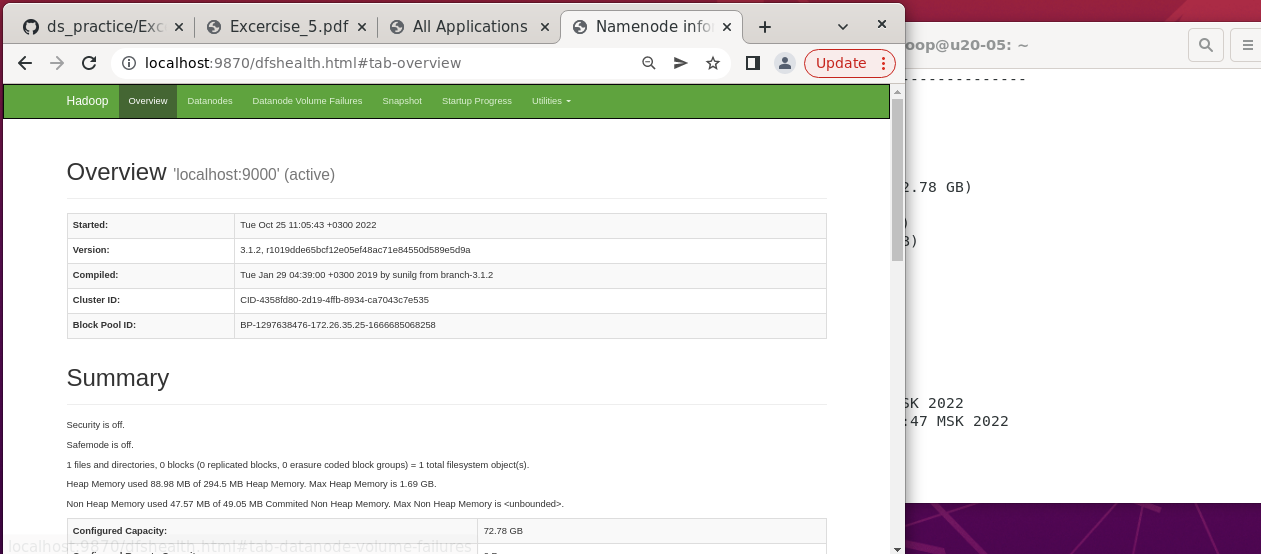 ds_practice/Exc
Excercise_5.pdf
All Applications
Namenode info
oop@u20-05: ~
localhost:9870/dfshealth.html#tab-overview
Update
--------------
Hadoop
Overview
Datanodes
Datanode Volume Failures
Snapshot
Startup Progress
Utilities
Overview 'localhost:9000' (active)
2.78 GB)
)
B)
Started: Tue Oct 25 11:05:43 +0300 2022
Version: 3.1.2, r1019dde65bcf12e05ef48ac71e84550d589e5d9a
Compiled: Tue Jan 29 04:39:00 +0300 2019 by sunilg from branch-3.1.2
Cluster ID: CID-4358fd80-2d19-4ffb-8934-ca7043c7e535
Block Pool ID: BP-1297638476-172.26.35.25-1666685068258
Summary
SK 2022
:47 MSK 2022
Security is off.
Safemode is off.
1 files and directories, 0 blocks (0 replicated blocks, 0 erasure coded block groups) = 1 total filesystem object(s).
Heap Memory used 88.98 MB of 294.5 MB Heap Memory. Max Heap Memory is 1.69 GB.
Non Heap Memory used 47.57 MB of 49.05 MB Commited Non Heap Memory. Max Non Heap Memory is <unbounded>.
Configured Capacity: 72.78 GB
localhost:9870/dfshealth.html#tab-datanode-volume-failures